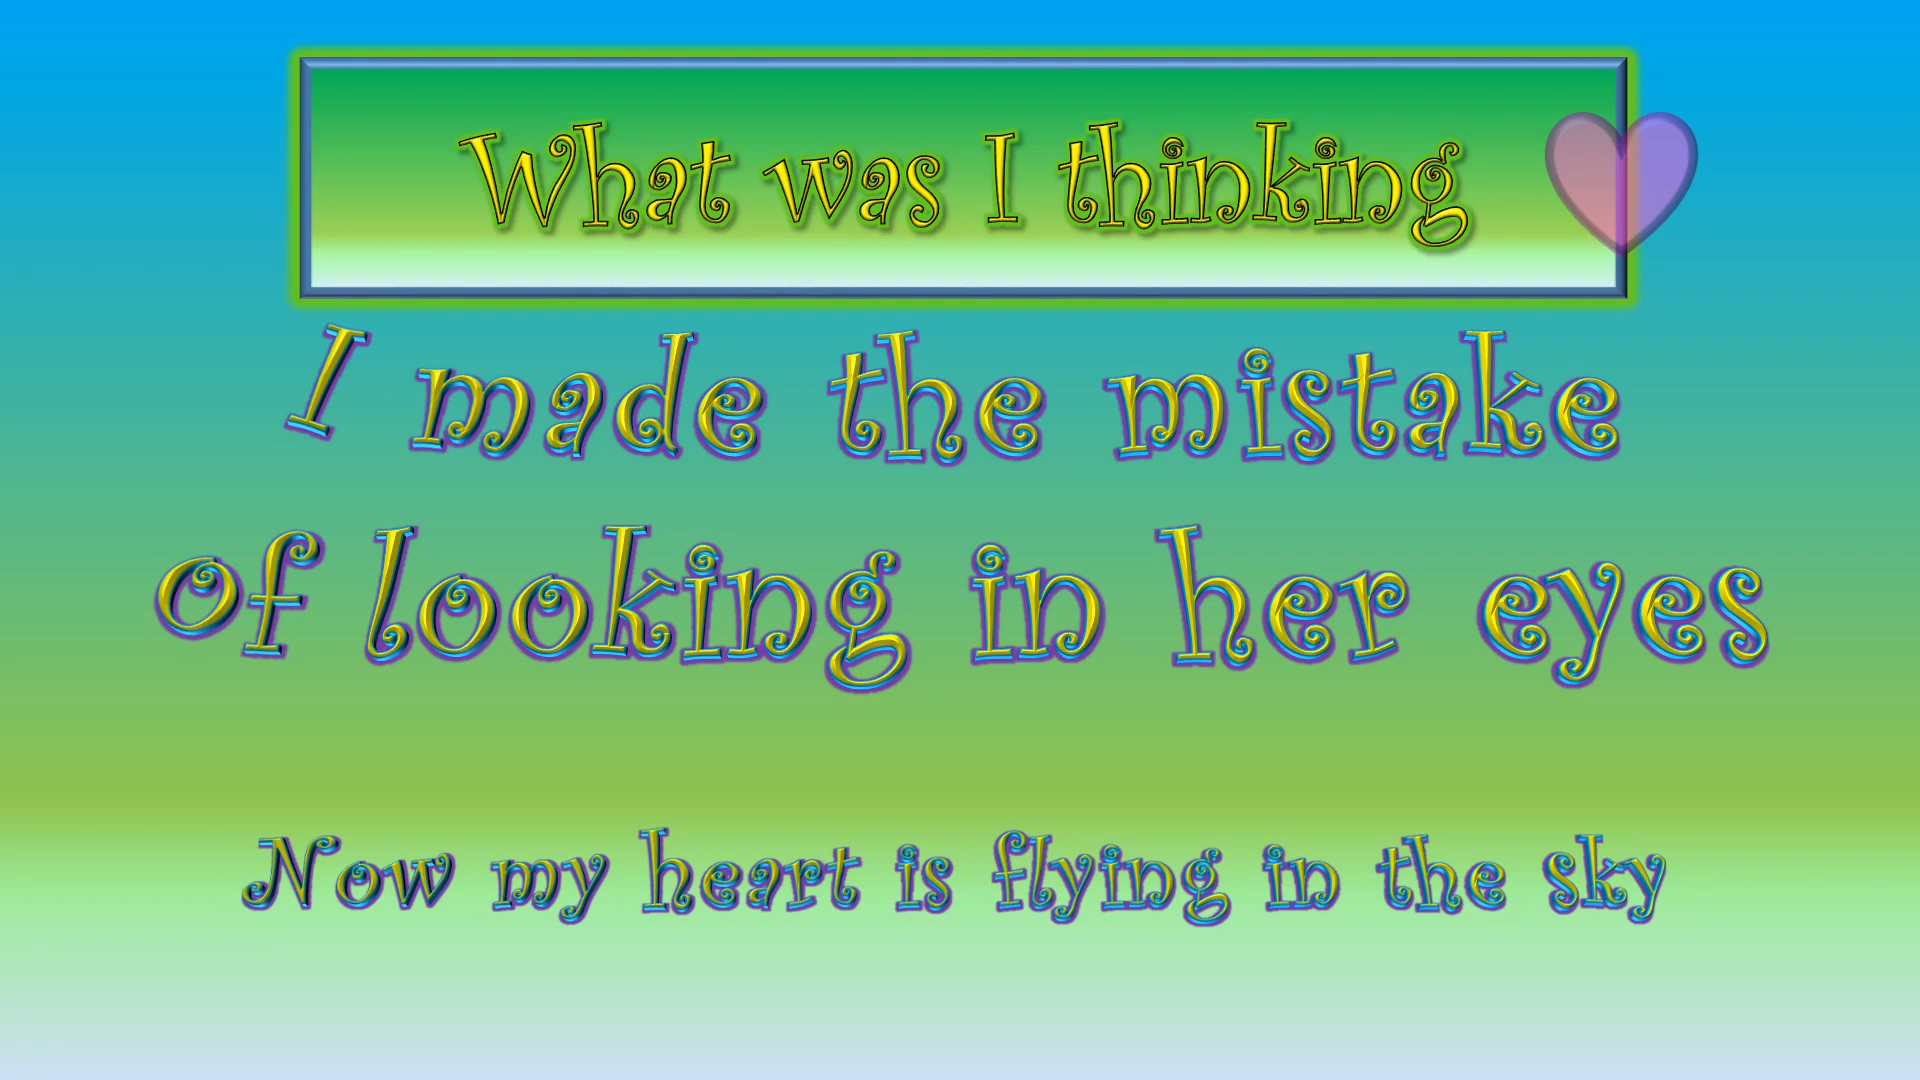 What was I thinking
I made the mistake
of looking in her eyes
Now my heart is flying in the sky